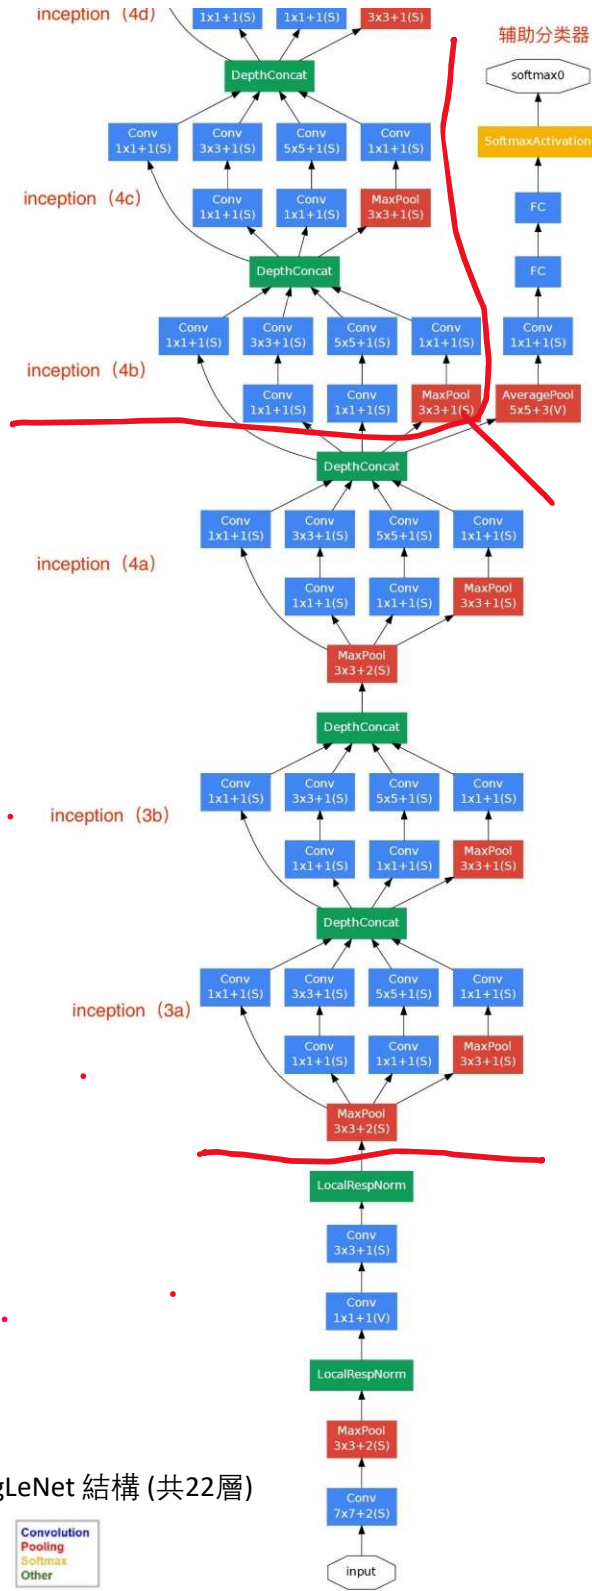 inception (4d)
1x1+1(S)
1x1+1(S)
3x3+1(S)
辅助分类器
DepthConcat
softmax0
Conv
1x1+1(S)
Conv
3x3+1(S)
Conv
5x5+1(S)
Conv
1x1+1(S)
SoftmaxActivation
inception (4c)
Conv
1x1+1(S)
Conv
1x1+1(S)
MaxPool
3x3+1(S)
FC
DepthConcat
FC
Conv
1x1+1(S)
Conv
3x3+1(S)
Conv
5x5+1(S)
Conv
1x1+1(S)
Conv
1x1+1(S)
inception (4b)
Conv
1x1+1(S)
Conv
1x1+1(S)
MaxPool
3x3+1(S)
AveragePool
5x5+3(V)
DepthConcat
Conv
1x1+1(S)
Conv
3x3+1(S)
Conv
5x5+1(S)
Conv
1x1+1(S)
inception (4a)
Conv
1x1+1(S)
Conv
1x1+1(S)
MaxPool
3x3+1(S)
MaxPool
3x3+2(S)
DepthConcat
Conv
1x1+1(S)
Conv
3x3+1(S)
Conv
5x5+1(S)
Conv
1x1+1(S)
inception (3b)
Conv
1x1+1(S)
Conv
1x1+1(S)
MaxPool
3x3+1(S)
DepthConcat
Conv
1x1+1(S)
Conv
3x3+1(S)
Conv
5x5+1(S)
Conv
1x1+1(S)
inception (3a)
Conv
1x1+1(S)
Conv
1x1+1(S)
MaxPool
3x3+1(S)
MaxPool
3x3+2(S)
LocalRespNorm
Conv
3x3+1(S)
Conv
1x1+1(V)
LocalRespNorm
MaxPool
3x3+2(S)
gLeNet 結構 (共22層)
Conv
7x7+2(S)
Convolution
Pooling
Softmax
Other
input